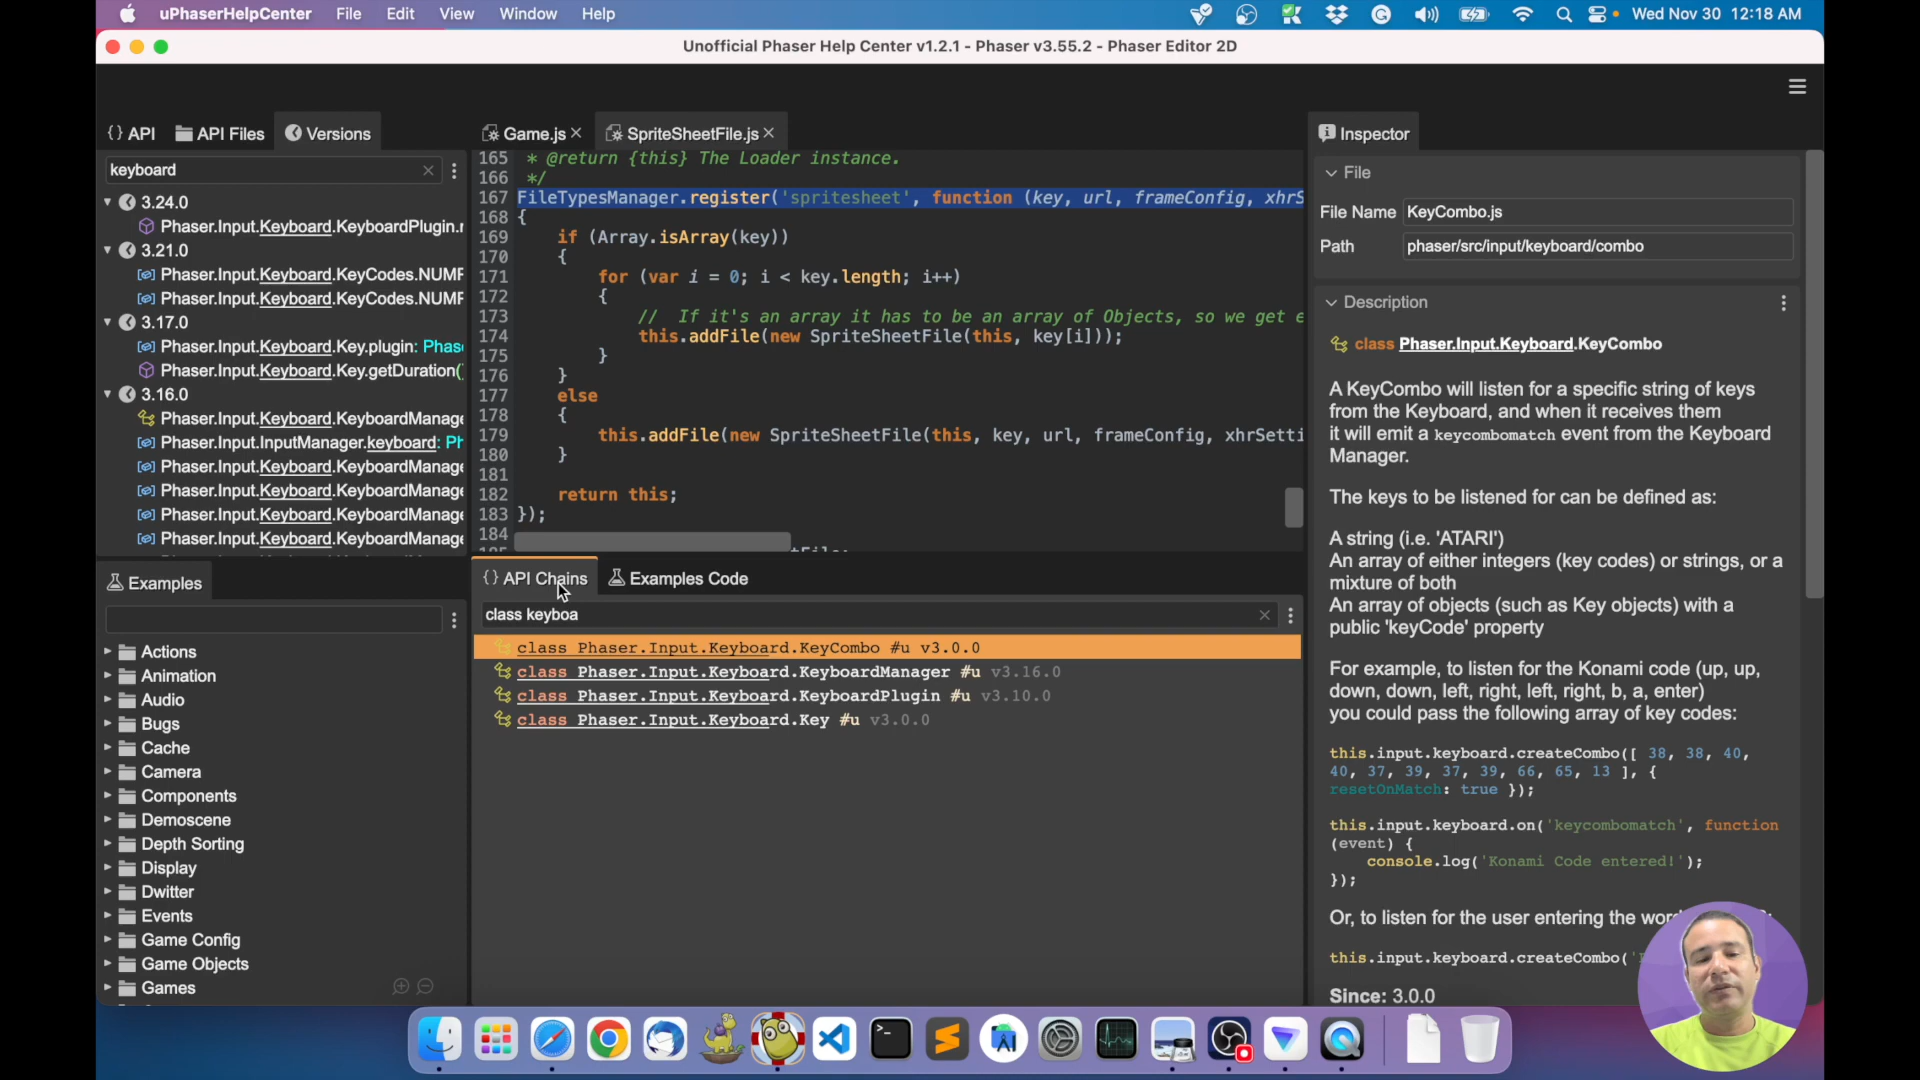 uPhaserHelpCenter File Edit View Window Help Wed Nov 30 12:18 AM
Unofficial Phaser Help Center v1.2.1 - Phaser v3.55.2 - Phaser Editor 2D
{} API API Files Versions
keyboard
3.24.0
Phaser.Input.Keyboard.KeyboardPlugin.r
3.21.0
Phaser.Input.Keyboard.KeyCodes.NUMF
Phaser.Input.Keyboard.KeyCodes.NUMF
3.17.0
Phaser.Input.Keyboard.Key.plugin: Phas
Phaser.Input.Keyboard.Key.getDuration(
3.16.0
Phaser.Input.Keyboard.KeyboardManage
Phaser.Input.InputManager.keyboard: Ph
Phaser.Input.Keyboard.KeyboardManage
Phaser.Input.Keyboard.KeyboardManage
Phaser.Input.Keyboard.KeyboardManage
Phaser.Input.Keyboard.KeyboardManage
Examples
Actions
Animation
Audio
Bugs
Cache
Camera
Components
Demoscene
Depth Sorting
Display
Dwitter
Events
Game Config
Game Objects
Games
Game.js SpriteSheetFile.js
165 * @return {this} The Loader instance.
166 */
167 FileTypesManager.register('spritesheet', function (key, url, frameConfig, xhrS
168 {
169 if (Array.isArray(key))
170 {
171 for (var i = 0; i < key.length; i++)
172 {
173 // If it's an array it has to be an array of Objects, so we get e
174 this.addFile(new SpriteSheetFile(this, key[i]));
175 }
176 }
177 else
178 {
179 this.addFile(new SpriteSheetFile(this, key, url, frameConfig, xhrSetti
180 }
181
182 return this;
183 });
184
{} API Chains Examples Code
class keyboa
class Phaser.Input.Keyboard.KeyCombo #u v3.0.0
class Phaser.Input.Keyboard.KeyboardManager #u v3.16.0
class Phaser.Input.Keyboard.KeyboardPlugin #u v3.10.0
class Phaser.Input.Keyboard.Key #u v3.0.0
Inspector
File
File Name KeyCombo.js
Path phaser/src/input/keyboard/combo
Description
class Phaser.Input.Keyboard.KeyCombo
A KeyCombo will listen for a specific string of keys
from the Keyboard, and when it receives them
it will emit a keycombomatch event from the Keyboard
Manager.
The keys to be listened for can be defined as:
A string (i.e. 'ATARI')
An array of either integers (key codes) or strings, or a
mixture of both
An array of objects (such as Key objects) with a
public 'keyCode' property
For example, to listen for the Konami code (up, up,
down, down, left, right, left, right, b, a, enter)
you could pass the following array of key codes:
this.input.keyboard.createCombo([ 38, 38, 40,
40, 37, 39, 37, 39, 66, 65, 13 ], {
resetOnMatch: true });
this.input.keyboard.on('keycombomatch', function
(event) {
console.log('Konami Code entered!');
});
Or, to listen for the user entering the wor
this.input.keyboard.createCombo('
Since: 3.0.0